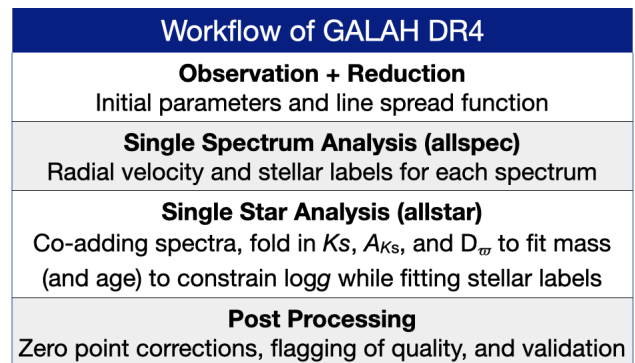 Workflow of GALAH DR4
Observation + Reduction
Initial parameters and line spread function
Single Spectrum Analysis (allspec)
Radial velocity and stellar labels for each spectrum
Single Star Analysis (allstar)
Co-adding spectra, fold in Ks, AKs, and Dϖ to fit mass
(and age) to constrain logg while fitting stellar labels
Post Processing
Zero point corrections, flagging of quality, and validation